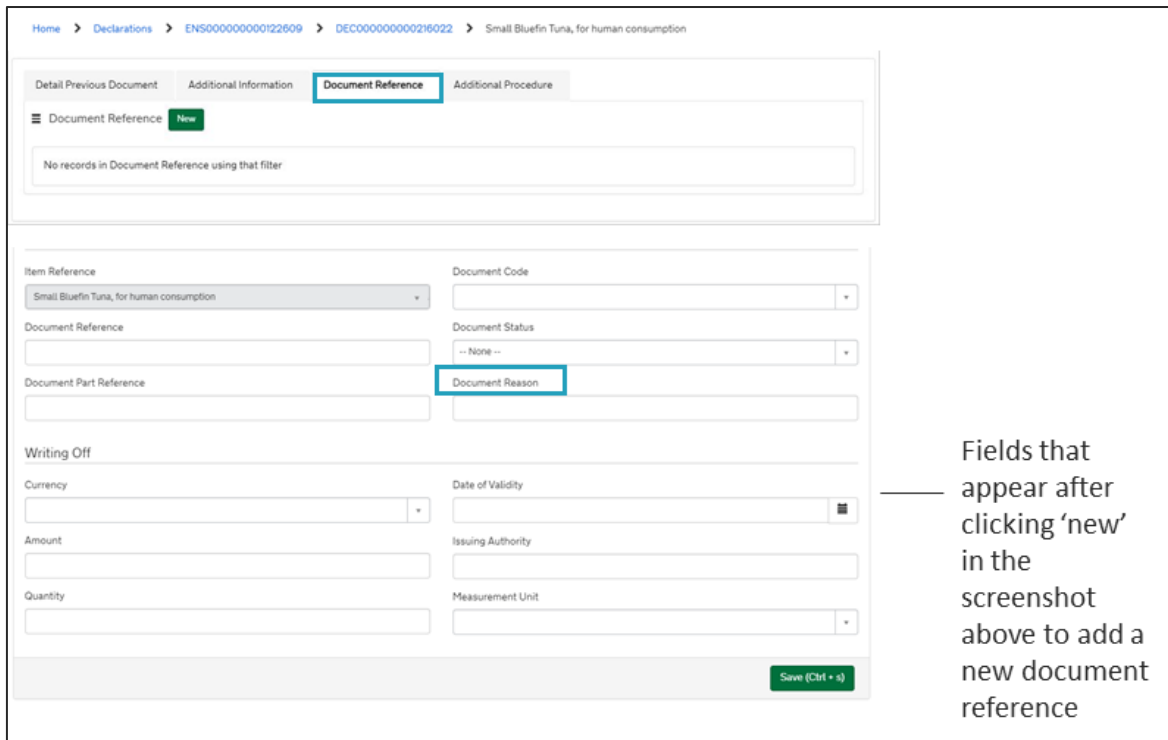 Home > Declarations > ENS000000000122609 > DEC000000000216022 > Small Bluefin Tuna, for human consumption
Detail Previous Document Additional Information Document Reference Additional Procedure
Document Reference New
No records in Document Reference using that filter
Item Reference Document Code
Small Bluefin Tuna, for human consumption
Document Reference Document Status
-- None --
Document Part Reference Document Reason
Writing Off
Currency Date of Validity
Amount Issuing Authority
Quantity Measurement Unit
Save (Ctrl + s)
Fields that
appear after
clicking ‘new’
in the
screenshot
above to add a
new document
reference